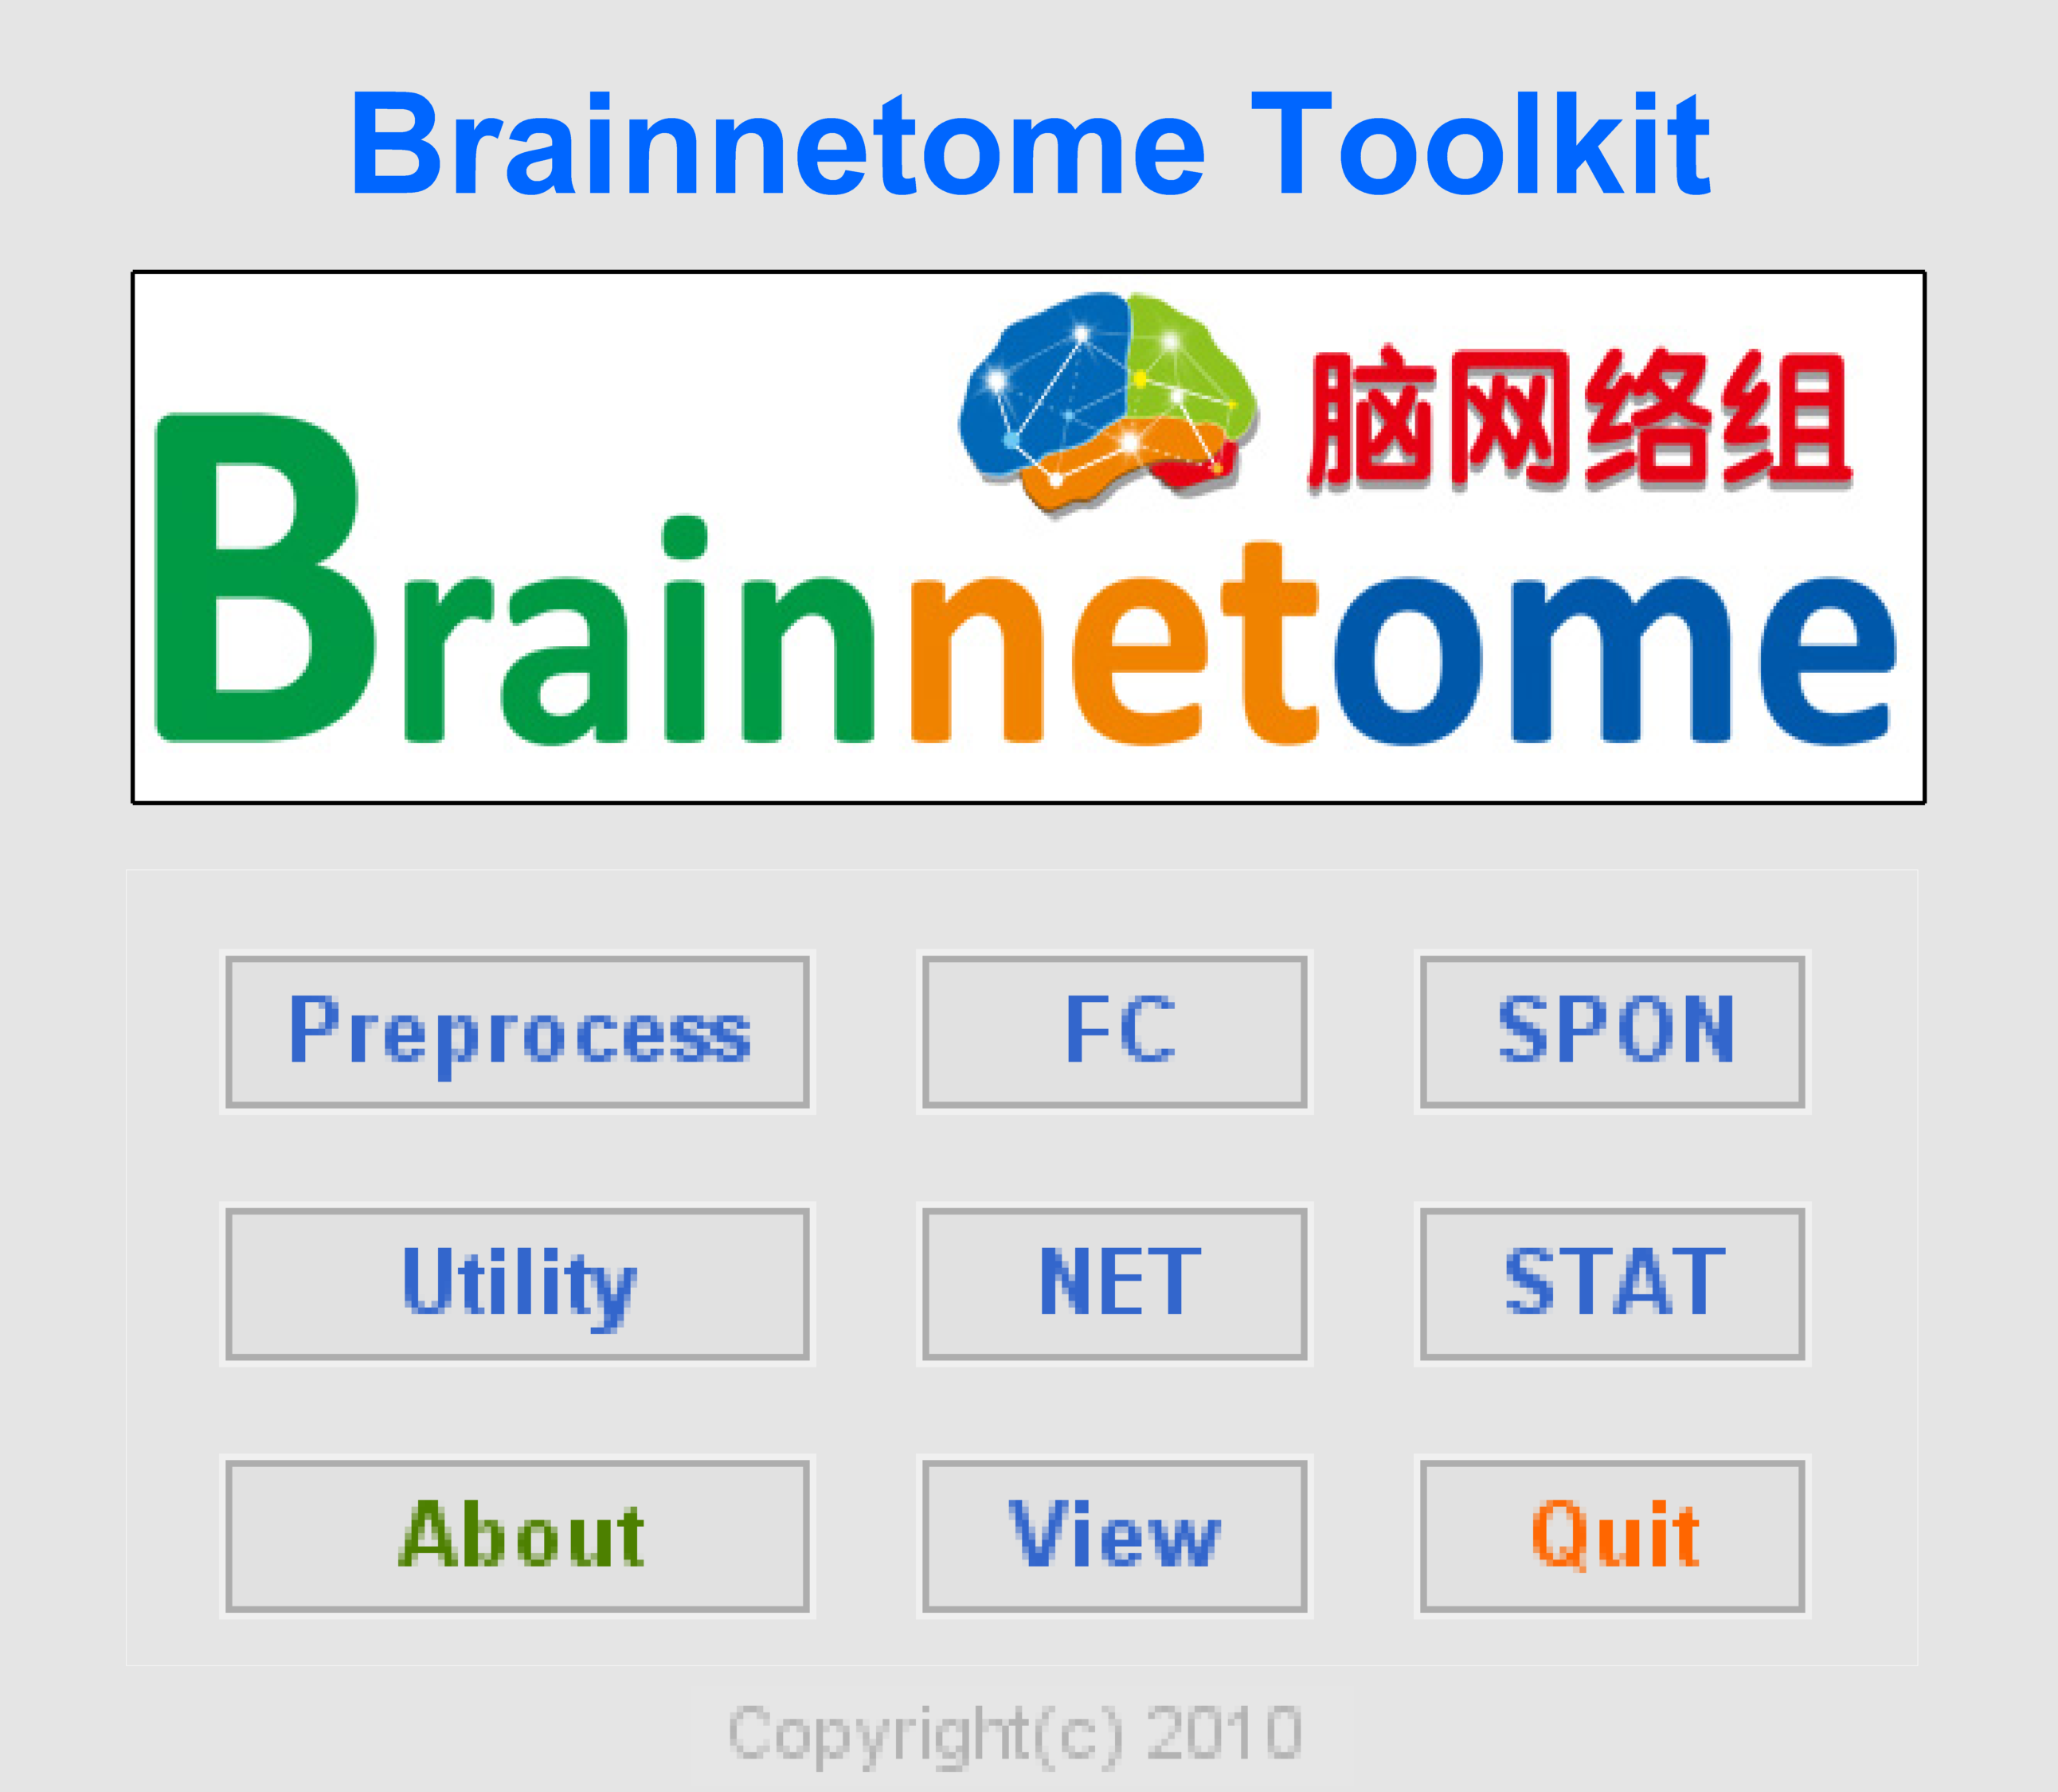 Brainnetome Toolkit
脑网络组
Brainnetome
Preprocess FC SPON
Utility NET STAT
About View Quit
Copyright(c) 2010